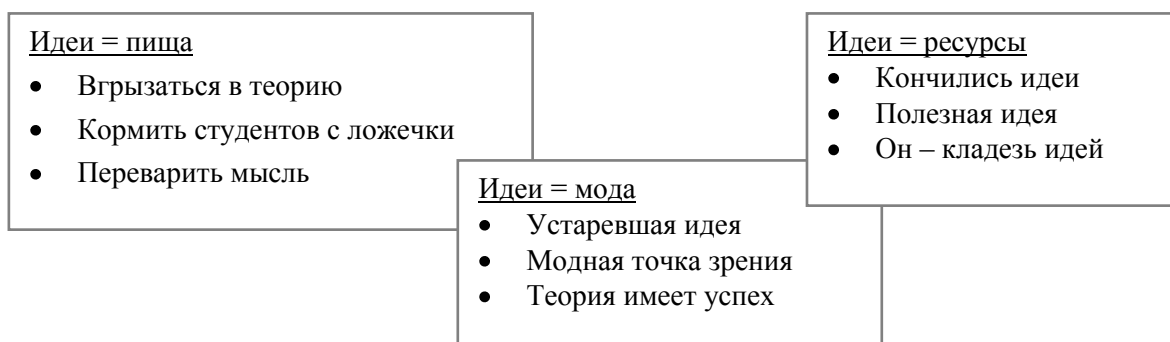 Идеи = пища
• Вгрызаться в теорию
• Кормить студентов с ложечки
• Переварить мысль
Идеи = мода
• Устаревшая идея
• Модная точка зрения
• Теория имеет успех
Идеи = ресурсы
• Кончились идеи
• Полезная идея
• Он – кладезь идей